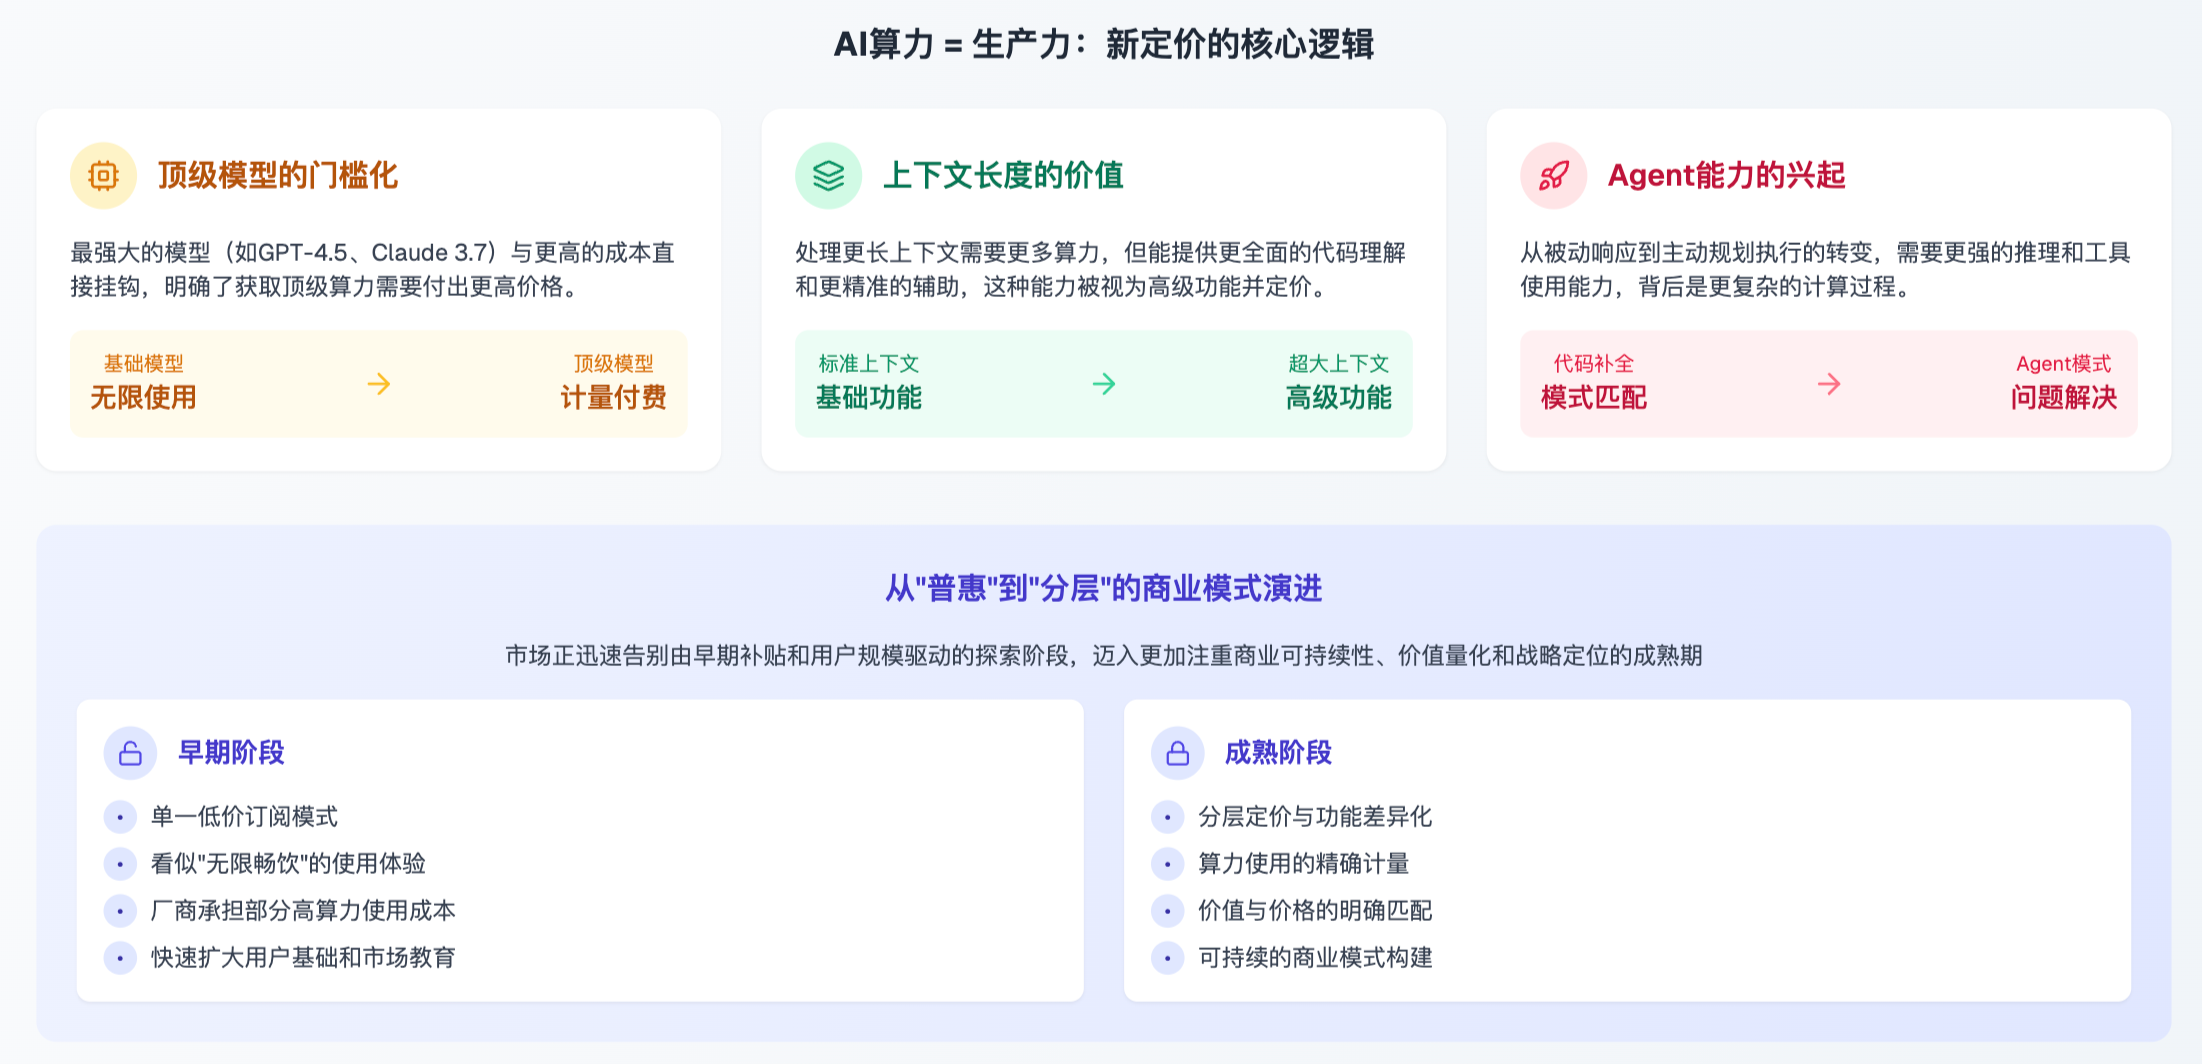 AI算力 = 生产力：新定价的核心逻辑
顶级模型的门槛化
最强大的模型（如GPT-4.5、Claude 3.7）与更高的成本直
接挂钩，明确了获取顶级算力需要付出更高价格。
基础模型
无限使用
顶级模型
计量付费
上下文长度的价值
处理更长上下文需要更多算力，但能提供更全面的代码理解
和更精准的辅助，这种能力被视为高级功能并定价。
标准上下文
基础功能
超大上下文
高级功能
Agent能力的兴起
从被动响应到主动规划执行的转变，需要更强的推理和工具
使用能力，背后是更复杂的计算过程。
代码补全
模式匹配
Agent模式
问题解决
从"普惠"到"分层"的商业模式演进
市场正迅速告别由早期补贴和用户规模驱动的探索阶段，迈入更加注重商业可持续性、价值量化和战略定位的成熟期
早期阶段
• 单一低价订阅模式
• 看似"无限畅饮"的使用体验
• 厂商承担部分高算力使用成本
• 快速扩大用户基础和市场教育
成熟阶段
• 分层定价与功能差异化
• 算力使用的精确计量
• 价值与价格的明确匹配
• 可持续的商业模式构建